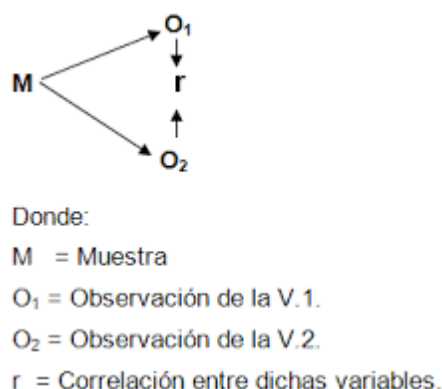 O₁
M
r
O₂
Donde:
M = Muestra
O₁ = Observación de la V.1.
O₂ = Observación de la V.2.
r = Correlación entre dichas variables.